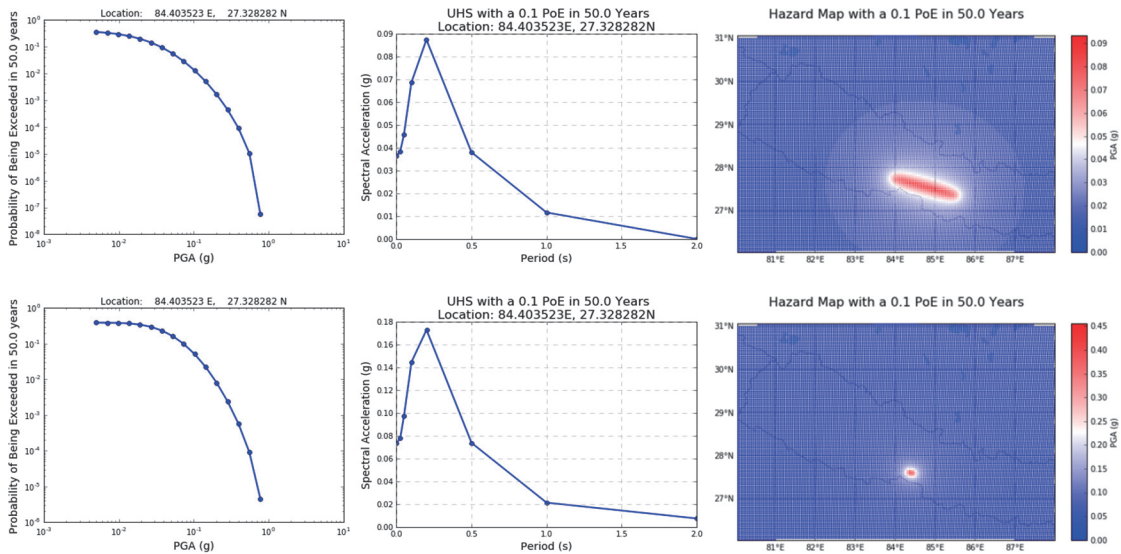 Location: 84.403523 E, 27.328282 N
Probability of Being Exceeded in 50.0 years
10^0
10^-1
10^-2
10^-3
10^-4
10^-5
10^-6
10^-7
10^-8
10^-3 10^-2 10^-1 10^0 10^1
PGA (g)
UHS with a 0.1 PoE in 50.0 Years
Location: 84.403523E, 27.328282N
Spectral Acceleration (g)
0.09
0.08
0.07
0.06
0.05
0.04
0.03
0.02
0.01
0.00
0.0 0.5 1.0 1.5 2.0
Period (s)
Hazard Map with a 0.1 PoE in 50.0 Years
31°N
30°N
29°N
28°N
27°N
81°E 82°E 83°E 84°E 85°E 86°E 87°E
0.09
0.08
0.07
0.06
0.05
0.04
0.03
0.02
0.01
0.00
PGA (g)
Location: 84.403523 E, 27.328282 N
Probability of Being Exceeded in 50.0 years
10^0
10^-1
10^-2
10^-3
10^-4
10^-5
10^-6
10^-3 10^-2 10^-1 10^0 10^1
PGA (g)
UHS with a 0.1 PoE in 50.0 Years
Location: 84.403523E, 27.328282N
Spectral Acceleration (g)
0.18
0.16
0.14
0.12
0.10
0.08
0.06
0.04
0.02
0.00
0.0 0.5 1.0 1.5 2.0
Period (s)
Hazard Map with a 0.1 PoE in 50.0 Years
31°N
30°N
29°N
28°N
27°N
81°E 82°E 83°E 84°E 85°E 86°E 87°E
0.45
0.40
0.35
0.30
0.25
0.20
0.15
0.10
0.05
0.00
PGA (g)